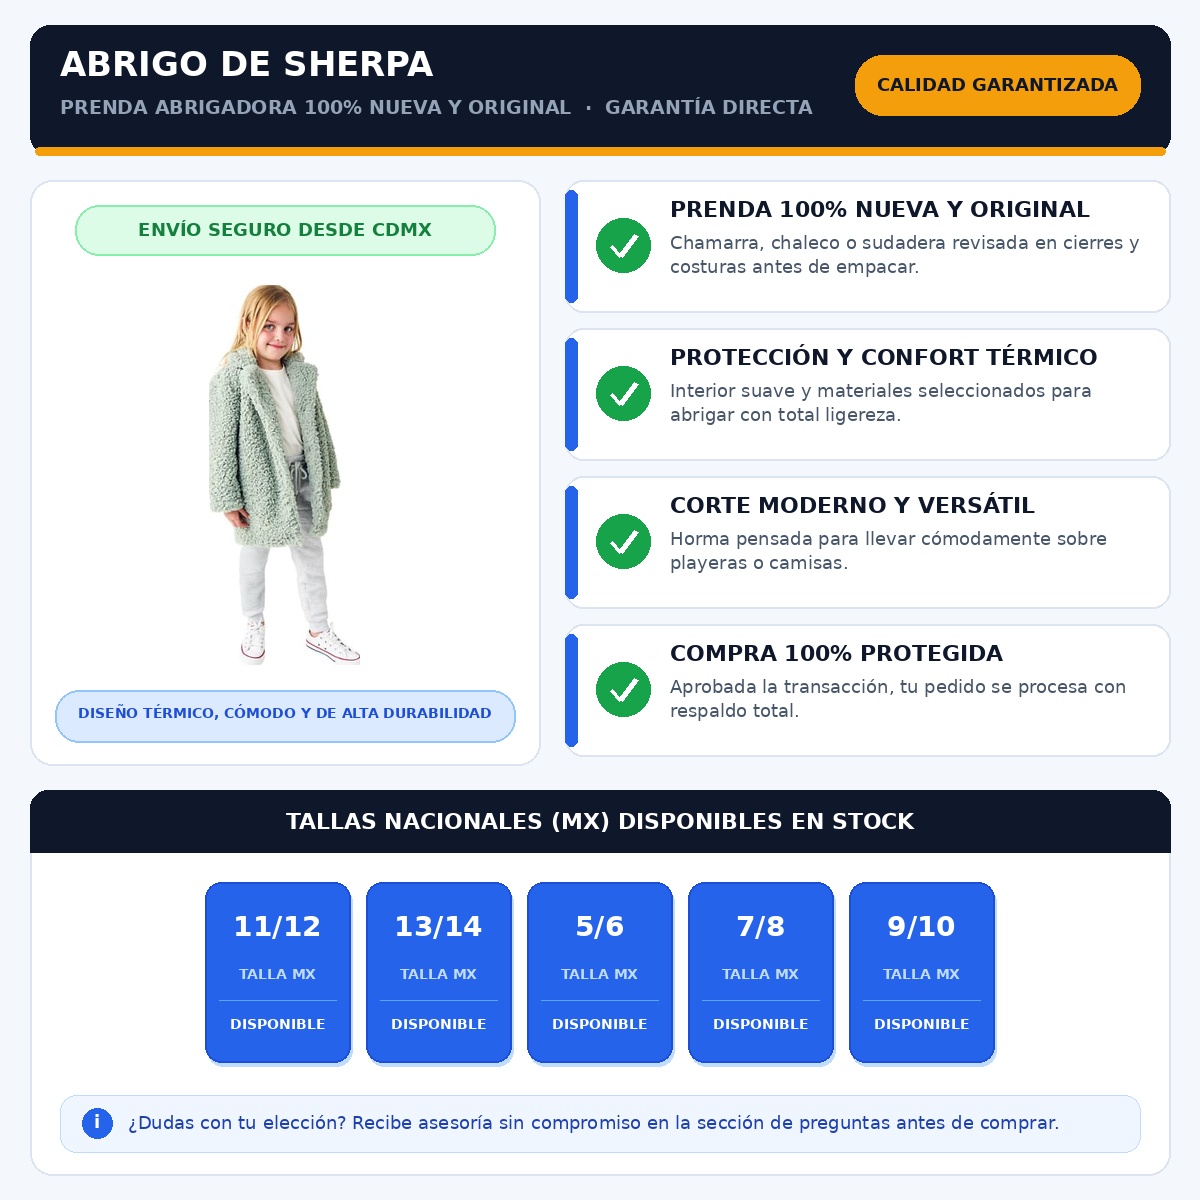 ABRIGO DE SHERPA
PRENDA ABRIGADORA 100% NUEVA Y ORIGINAL · GARANTÍA DIRECTA
CALIDAD GARANTIZADA
ENVÍO SEGURO DESDE CDMX
DISEÑO TÉRMICO, CÓMODO Y DE ALTA DURABILIDAD
PRENDA 100% NUEVA Y ORIGINAL
Chamarra, chaleco o sudadera revisada en cierres y
costuras antes de empacar.
PROTECCIÓN Y CONFORT TÉRMICO
Interior suave y materiales seleccionados para
abrigar con total ligereza.
CORTE MODERNO Y VERSÁTIL
Horma pensada para llevar cómodamente sobre
playeras o camisas.
COMPRA 100% PROTEGIDA
Aprobada la transacción, tu pedido se procesa con
respaldo total.
TALLAS NACIONALES (MX) DISPONIBLES EN STOCK
11/12
TALLA MX
DISPONIBLE
13/14
TALLA MX
DISPONIBLE
5/6
TALLA MX
DISPONIBLE
7/8
TALLA MX
DISPONIBLE
9/10
TALLA MX
DISPONIBLE
i
¿Dudas con tu elección? Recibe asesoría sin compromiso en la sección de preguntas antes de comprar.